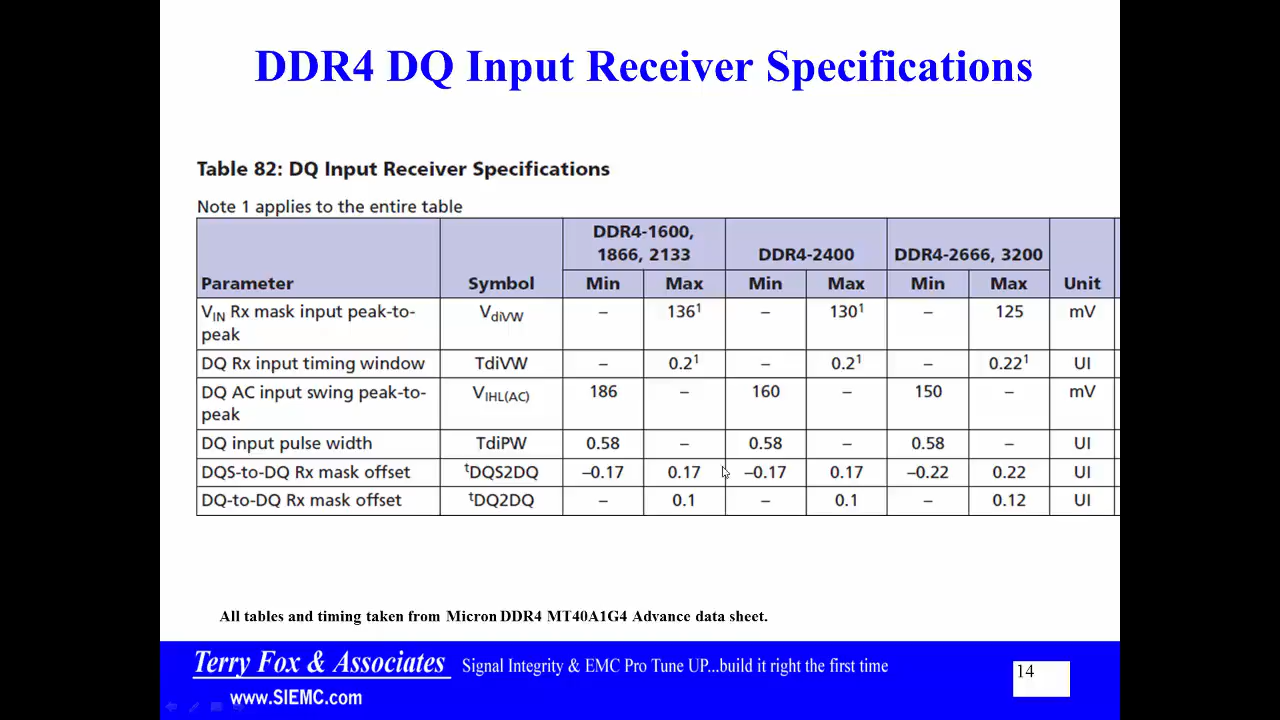 DDR4 DQ Input Receiver Specifications
Table 82: DQ Input Receiver Specifications
Note 1 applies to the entire table
DDR4-1600,
1866, 2133 DDR4-2400 DDR4-2666, 3200
Parameter Symbol Min Max Min Max Min Max Unit
VIN Rx mask input peak-to-
peak VdiVW – 136¹ – 130¹ – 125 mV
DQ Rx input timing window TdiVW – 0.2¹ – 0.2¹ – 0.22¹ UI
DQ AC input swing peak-to-
peak VIHL(AC) 186 – 160 – 150 – mV
DQ input pulse width TdiPW 0.58 – 0.58 – 0.58 – UI
DQS-to-DQ Rx mask offset tDQS2DQ –0.17 0.17 –0.17 0.17 –0.22 0.22 UI
DQ-to-DQ Rx mask offset tDQ2DQ – 0.1 – 0.1 – 0.12 UI
All tables and timing taken from Micron DDR4 MT40A1G4 Advance data sheet.
Terry Fox & Associates Signal Integrity & EMC Pro Tune UP...build it right the first time
www.SIEMC.com
14